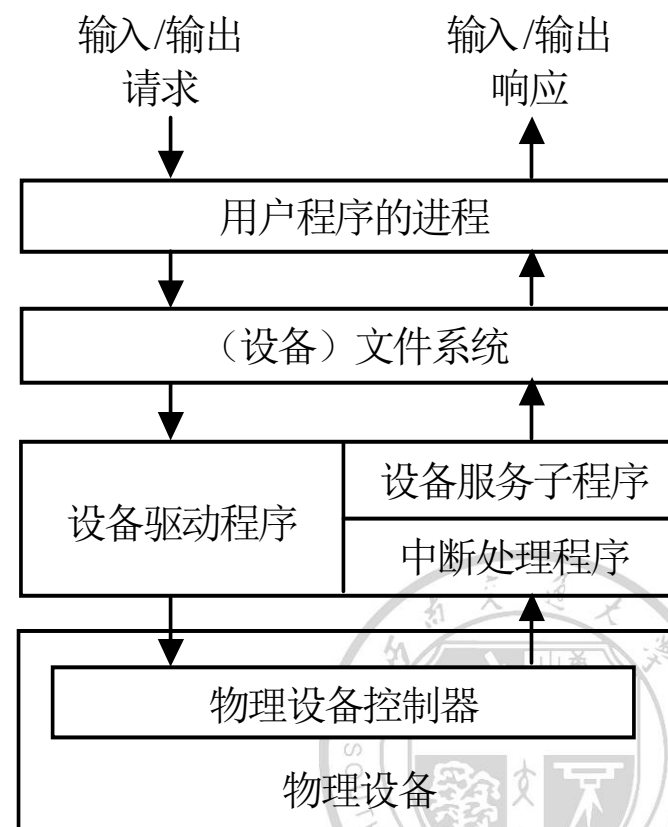 输入/输出
请求
输入/输出
响应
用户程序的进程
（设备）文件系统
设备驱动程序
设备服务子程序
中断处理程序
物理设备控制器
物理设备